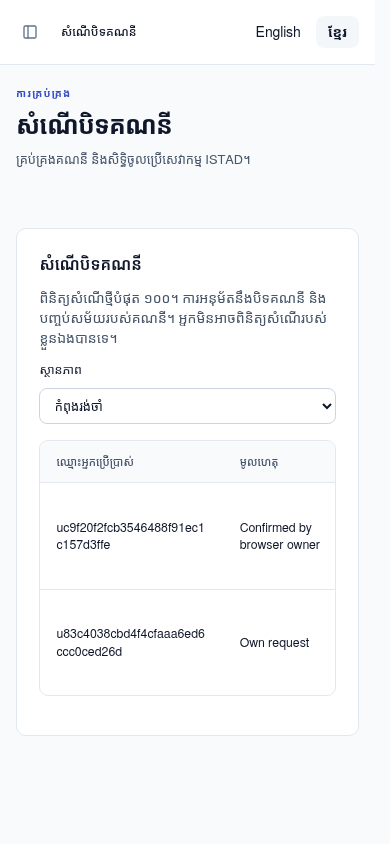 សំណើបិទគណនី
English
ខ្មែរ
ការគ្រប់គ្រង
សំណើបិទគណនី
គ្រប់គ្រងគណនី និងសិទ្ធិចូលប្រើសេវាកម្ម ISTAD។
សំណើបិទគណនី
ពិនិត្យសំណើថ្មីបំផុត ១០០។ ការអនុម័តនឹងបិទគណនី និង
បញ្ចប់សម័យរបស់គណនី។ អ្នកមិនអាចពិនិត្យសំណើរបស់
ខ្លួនឯងបានទេ។
ស្ថានភាព
កំពុងរង់ចាំ
ឈ្មោះអ្នកប្រើប្រាស់
មូលហេតុ
uc9f20f2fcb3546488f91ec1
c157d3ffe
Confirmed by
browser owner
u83c4038cbd4f4cfaaa6ed6
ccc0ced26d
Own request